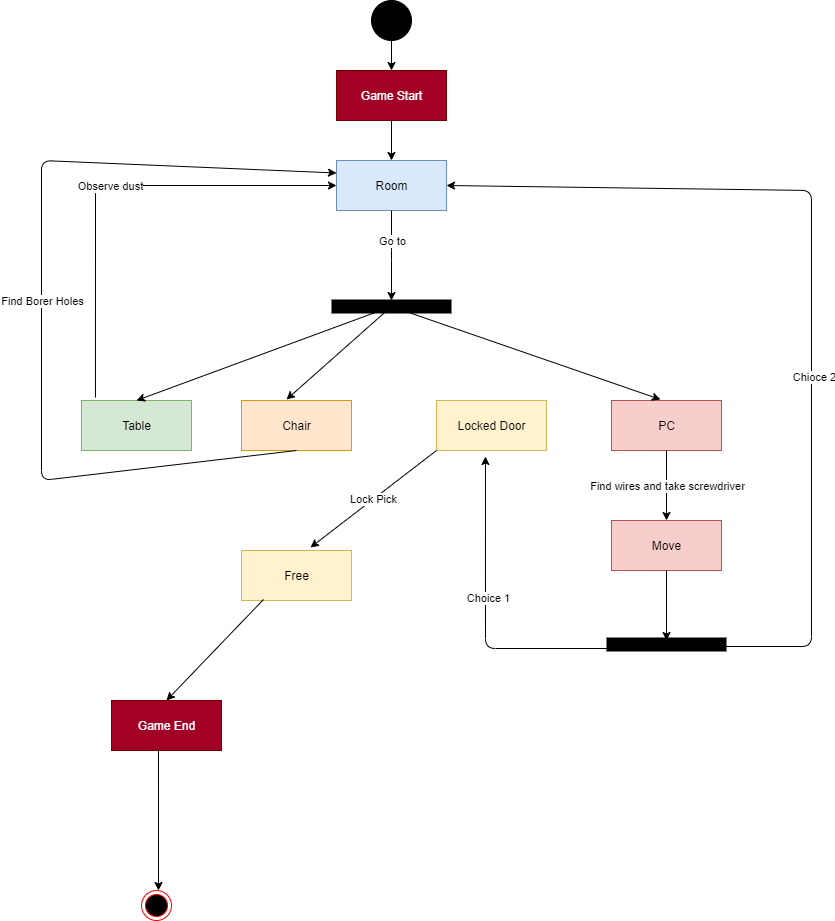 Game Start
Room
Observe dust
Go to
Find Borer Holes
Chioce 2
Table
Chair
Locked Door
PC
Find wires and take screwdriver
Lock Pick
Move
Free
Choice 1
Game End